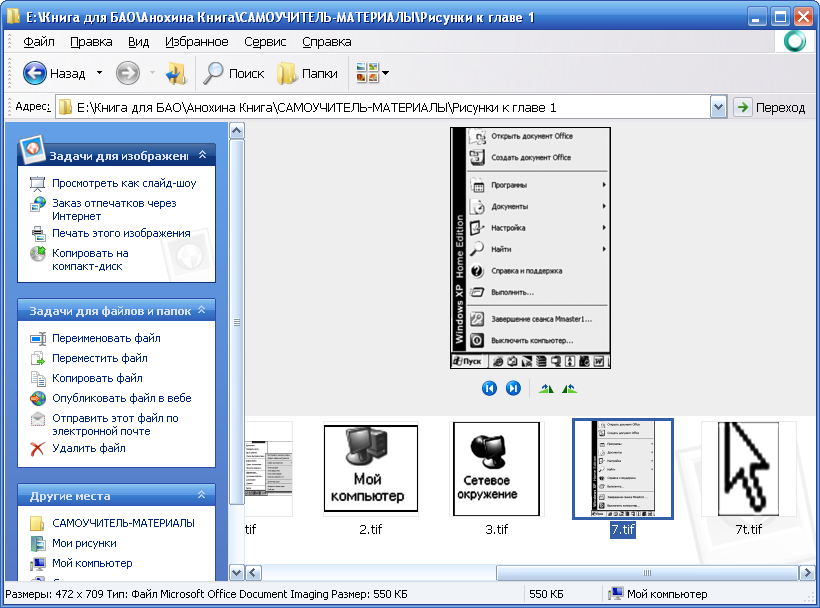 E:\Книга для БАО\Анохина Книга\САМОУЧИТЕЛЬ-МАТЕРИАЛЫ\Рисунки к главе 1
Файл Правка Вид Избранное Сервис Справка
Назад Поиск Папки
Адрес: E:\Книга для БАО\Анохина Книга\САМОУЧИТЕЛЬ-МАТЕРИАЛЫ\Рисунки к главе 1 Переход
Задачи для изображен
Просмотреть как слайд-шоу
Заказ отпечатков через
Интернет
Печать этого изображения
Копировать на
компакт-диск
Задачи для файлов и папок
Переименовать файл
Переместить файл
Копировать файл
Опубликовать файл в вебе
Отправить этот файл по
электронной почте
Удалить файл
Другие места
САМОУЧИТЕЛЬ-МАТЕРИАЛЫ
Мои рисунки
Мой компьютер
Открыть документ Office
Создать документ Office
Программы
Документы
Настройка
Найти
Справка и поддержка
Выполнить...
Завершение сеанса Mmaster1...
Выключить компьютер...
Windows XP Home Edition
Пуск
Мой
компьютер
Сетевое
окружение
tif
2.tif
3.tif
7.tif
7t.tif
Размеры: 472 x 709 Тип: Файл Microsoft Office Document Imaging Размер: 550 КБ 550 КБ Мой компьютер